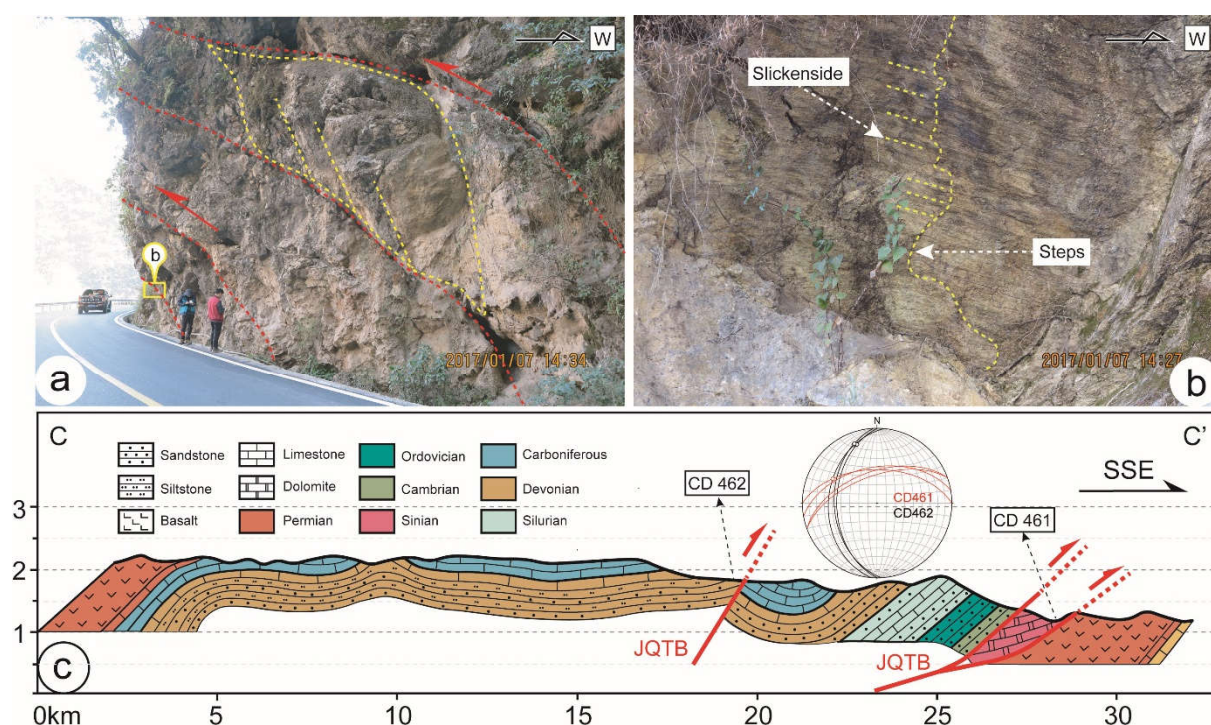 W
b
2017/01/07 14:34
a
W
Slickenside
Steps
2017/01/07 14:27
b
C
C'
Sandstone
Limestone
Ordovician
Carboniferous
Siltstone
Dolomite
Cambrian
Devonian
Basalt
Permian
Sinian
Silurian
N
CD461
CD462
CD 462
CD 461
SSE
3
2
1
JQTB
JQTB
C
0km
5
10
15
20
25
30